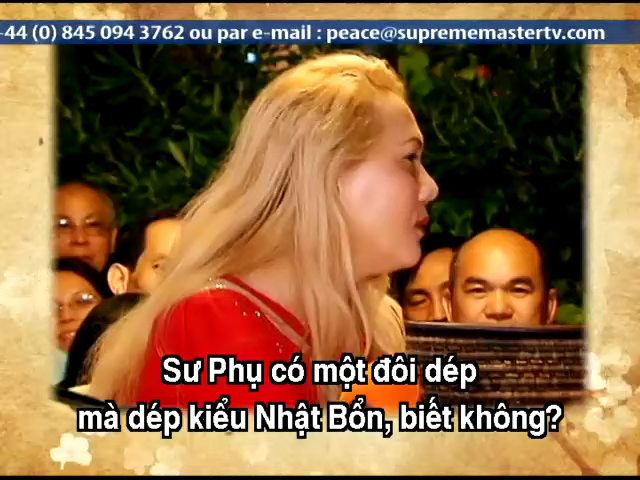 44 (0) 845 094 3762 ou par e-mail : peace@suprememastertv.com
Sư Phụ có một đôi dép
mà dép kiểu Nhật Bổn, biết không?